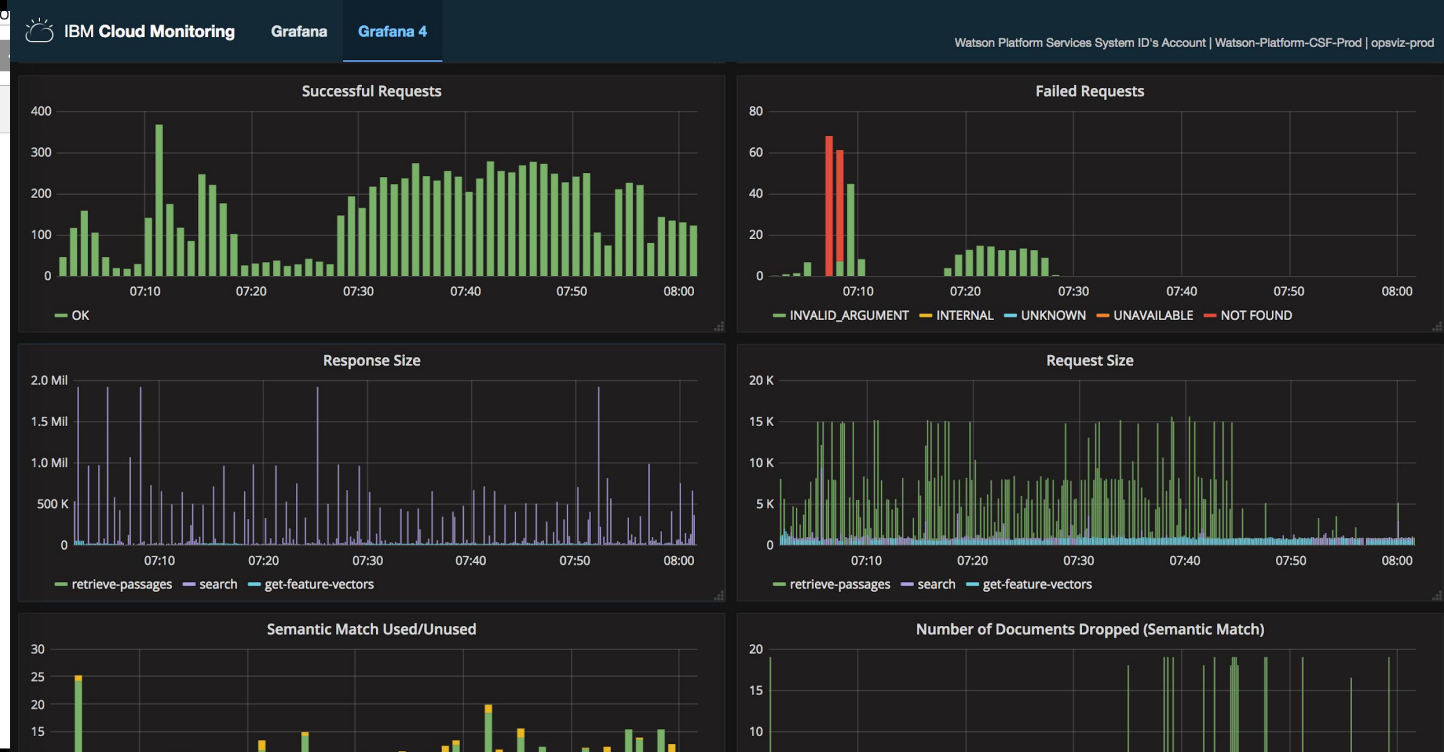 IBM Cloud Monitoring Grafana Grafana 4
Watson Platform Services System ID's Account | Watson-Platform-CSF-Prod | opsviz-prod
Successful Requests
400
300
200
100
0
07:10 07:20 07:30 07:40 07:50 08:00
OK
Failed Requests
80
60
40
20
0
07:10 07:20 07:30 07:40 07:50 08:00
INVALID_ARGUMENT INTERNAL UNKNOWN UNAVAILABLE NOT FOUND
Response Size
2.0 Mil
1.5 Mil
1.0 Mil
500 K
0
07:10 07:20 07:30 07:40 07:50 08:00
retrieve-passages search get-feature-vectors
Request Size
20 K
15 K
10 K
5 K
0
07:10 07:20 07:30 07:40 07:50 08:00
retrieve-passages search get-feature-vectors
Semantic Match Used/Unused
30
25
20
15
Number of Documents Dropped (Semantic Match)
20
15
10